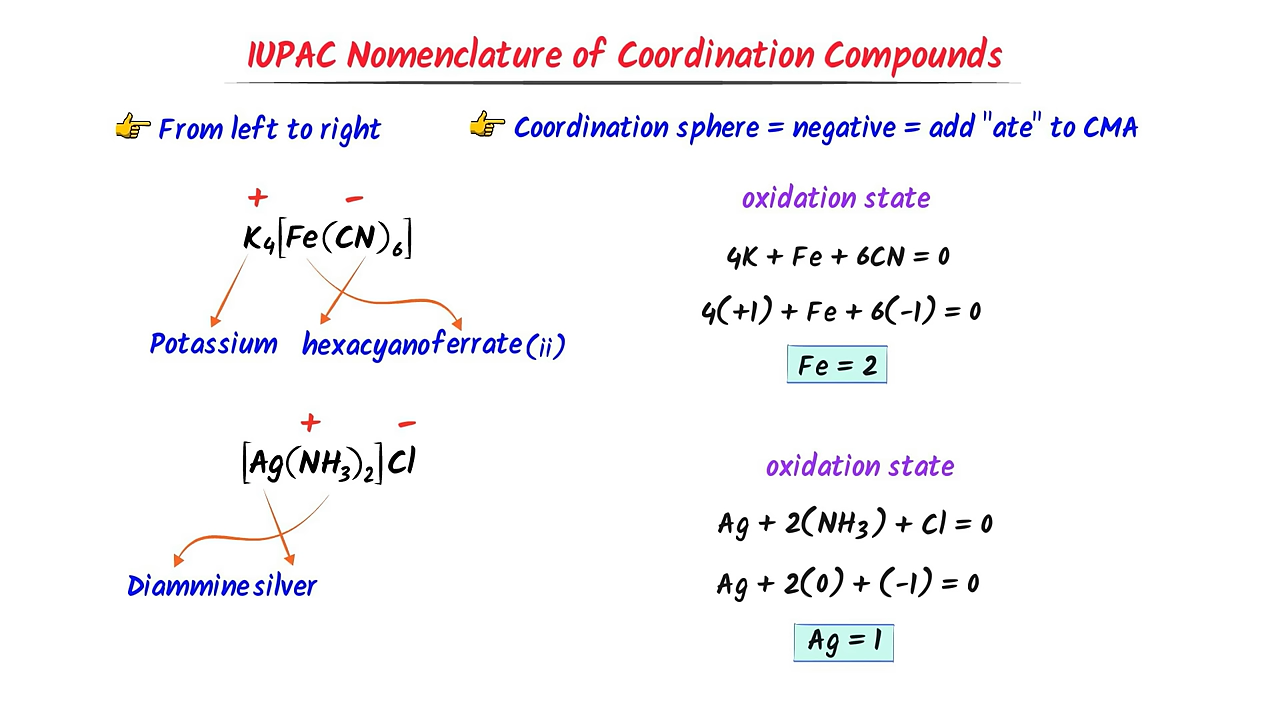 IUPAC Nomenclature of Coordination Compounds
👉 From left to right
👉 Coordination sphere = negative = add "ate" to CMA
+ -
K₄[Fe(CN)₆]
Potassium hexacyanoferrate(ii)
oxidation state
4K + Fe + 6CN = 0
4(+1) + Fe + 6(-1) = 0
Fe = 2
+ -
[Ag(NH₃)₂]Cl
Diammine silver
oxidation state
Ag + 2(NH₃) + Cl = 0
Ag + 2(0) + (-1) = 0
Ag = 1